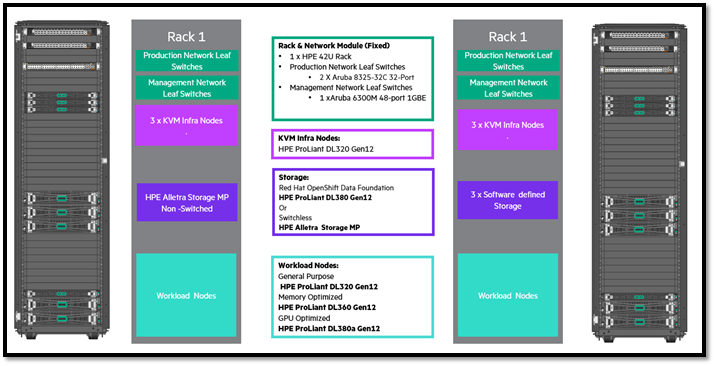 Rack 1
Production Network Leaf
Switches
Management Network
Leaf Switches
3 x KVM Infra Nodes
.
HPE Alletra Storage MP
Non -Switched
Workload Nodes
Rack & Network Module (Fixed)
• 1 x HPE 42U Rack
• Production Network Leaf Switches
• 2 X Aruba 8325-32C 32-Port
• Management Network Leaf Switches
• 1 xAruba 6300M 48-port 1GBE
KVM Infra Nodes:
HPE ProLiant DL320 Gen12
Storage:
Red Hat OpenShift Data Foundation
HPE ProLiant DL380 Gen12
Or
Switchless
HPE Alletra Storage MP
Workload Nodes:
General Purpose
HPE ProLiant DL320 Gen12
Memory Optimized
HPE ProLiant DL360 Gen12
GPU Optimized
HPE ProLiant DL380a Gen12
Rack 1
Production Network Leaf
Switches
Management Network
Leaf Switches
3 x KVM Infra Nodes
.
3 x Software defined
Storage
Workload Nodes